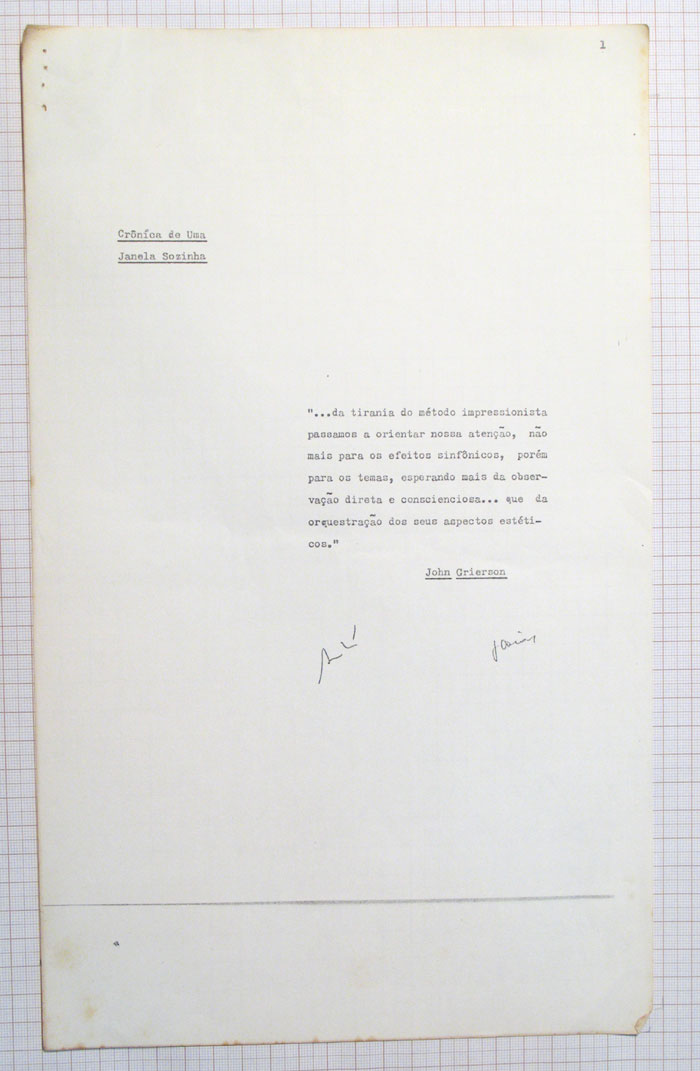 1
Crônica de Uma
Janela Sozinha
"...da tirania do método impressionista
passamos a orientar nossa atenção, não
mais para os efeitos sinfônicos, porém
para os temas, esperando mais da obser-
vação direta e conscienciosa... que da
orquestração dos seus aspectos estéti-
cos."
John Grierson